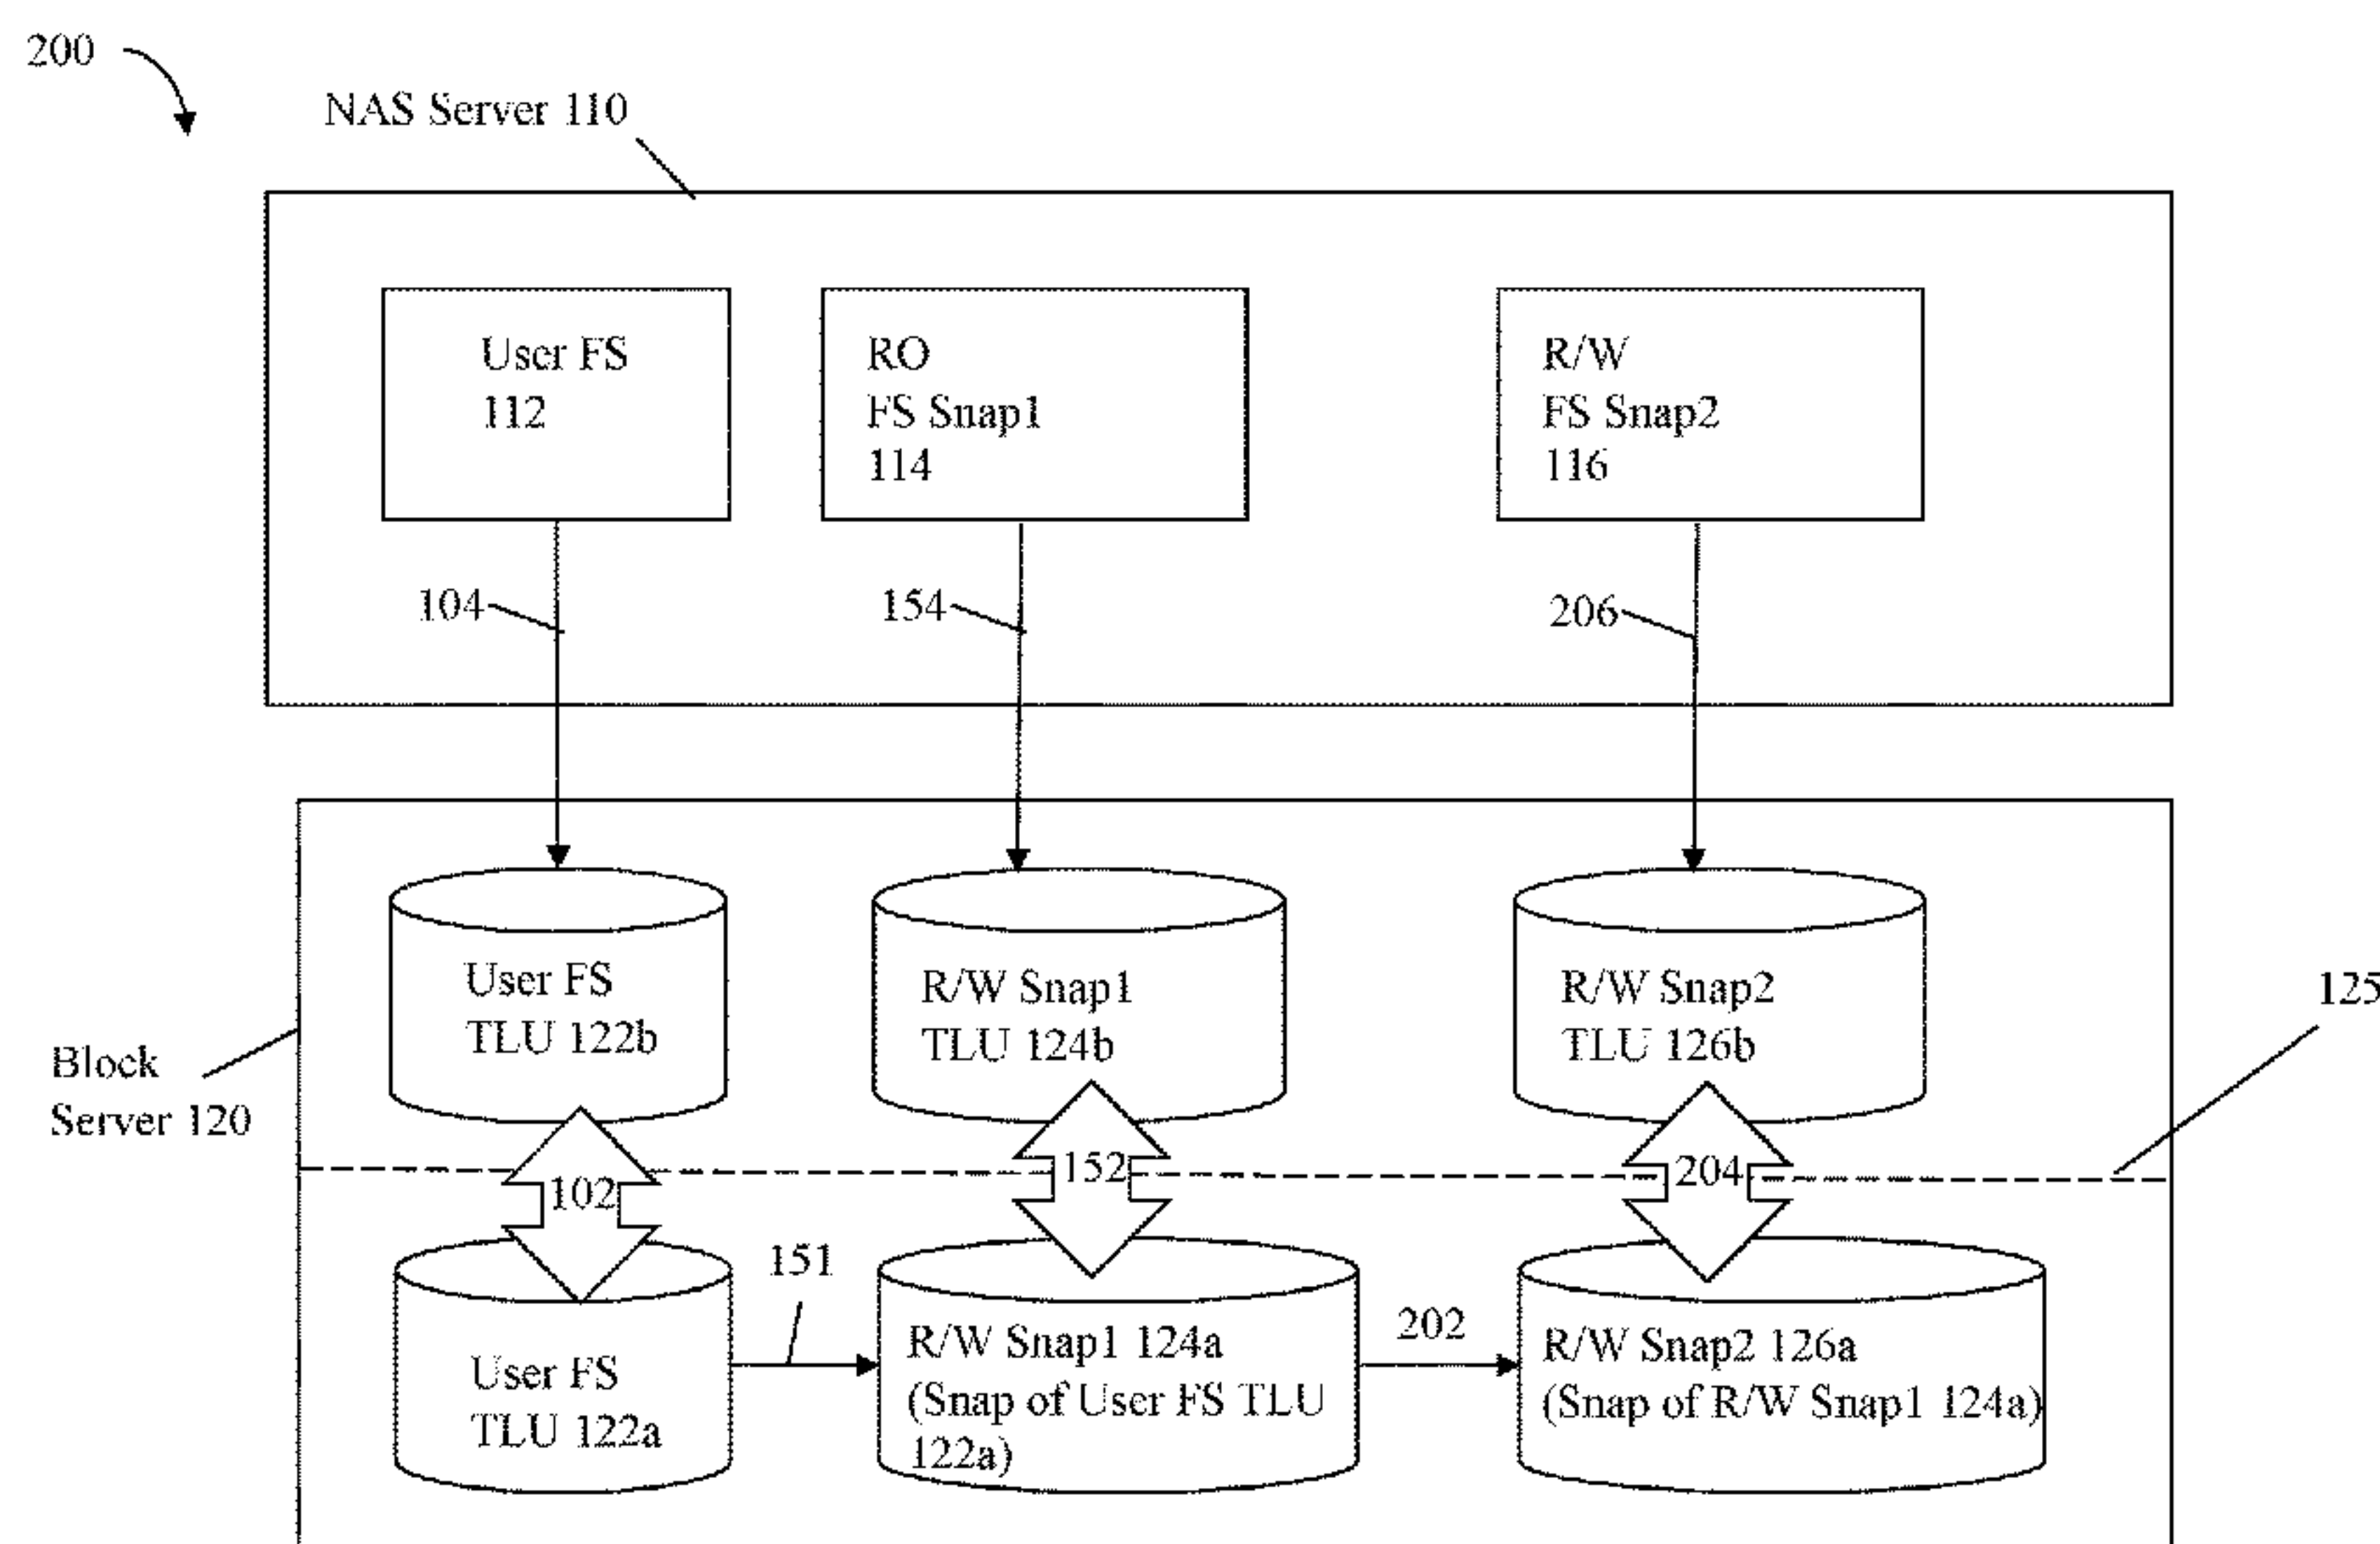 200
NAS Server 110
User FS
112
RO
FS Snap1
114
R/W
FS Snap2
116
104
154
206
User FS
TLU 122b
R/W Snap1
TLU 124b
R/W Snap2
TLU 126b
125
Block
Server 120
102
152
204
151
202
User FS
TLU 122a
R/W Snap1 124a
(Snap of User FS TLU
122a)
R/W Snap2 126a
(Snap of R/W Snap1 124a)